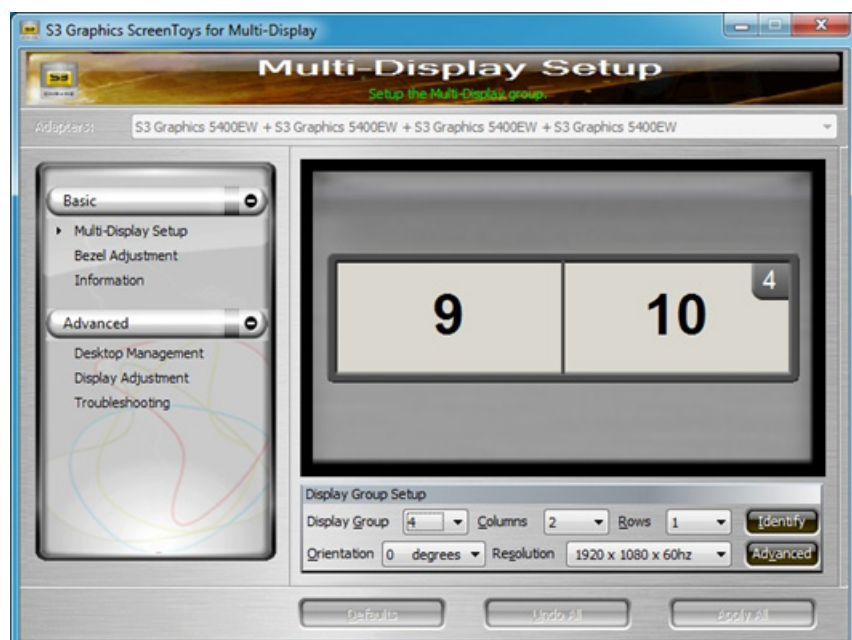 S3 Graphics ScreenToys for Multi-Display
Multi-Display Setup
S3
Setup the Multi-Display group.
Adapters: S3 Graphics 5400EW + S3 Graphics 5400EW + S3 Graphics 5400EW + S3 Graphics 5400EW
Basic
Multi-Display Setup
Bezel Adjustment
Information
Advanced
Desktop Management
Display Adjustment
Troubleshooting
9 10 4
Display Group Setup
Display Group 4 Columns 2 Rows 1 Identify
Orientation 0 degrees Resolution 1920 x 1080 x 60hz Advanced
Defaults Undo All Apply All